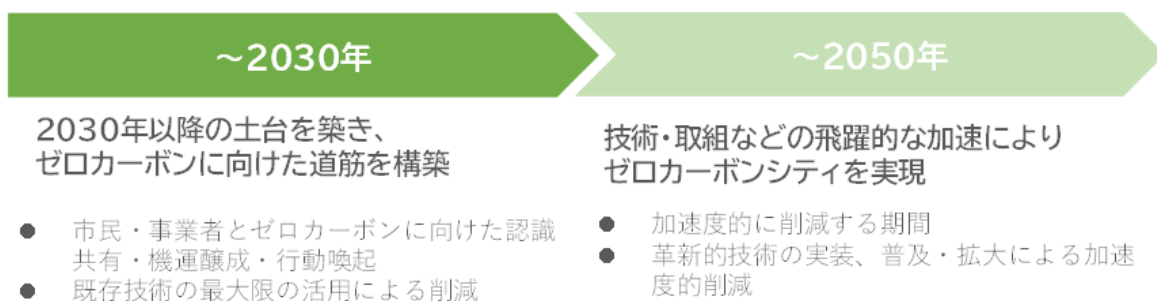 ～2030年
2030年以降の土台を築き、
ゼロカーボンに向けた道筋を構築
● 市民・事業者とゼロカーボンに向けた認識
共有・機運醸成・行動喚起
● 既存技術の最大限の活用による削減
～2050年
技術・取組などの飛躍的な加速により
ゼロカーボンシティを実現
● 加速度的に削減する期間
● 革新的技術の実装、普及・拡大による加速
度的削減